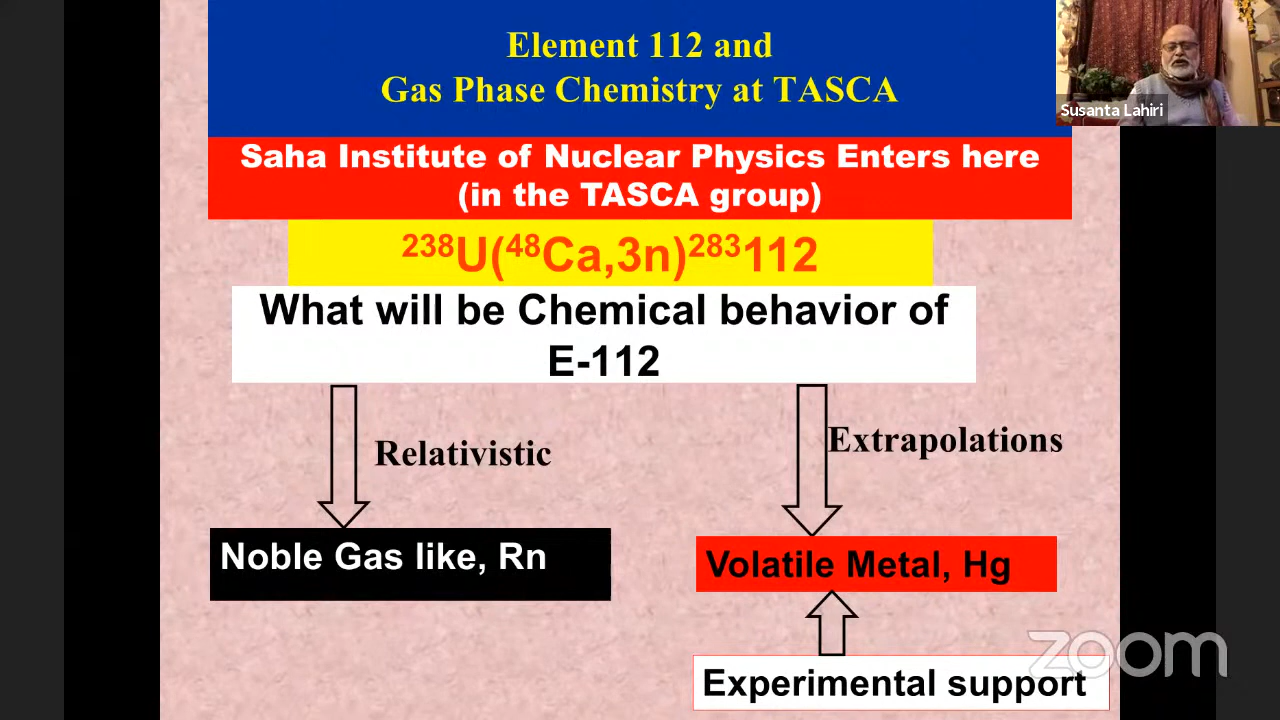 Element 112 and
Gas Phase Chemistry at TASCA
Susanta Lahiri
Saha Institute of Nuclear Physics Enters here
(in the TASCA group)
²³⁸U(⁴⁸Ca,3n)²⁸³112
What will be Chemical behavior of
E-112
Relativistic
Extrapolations
Noble Gas like, Rn
Volatile Metal, Hg
Experimental support
zoom